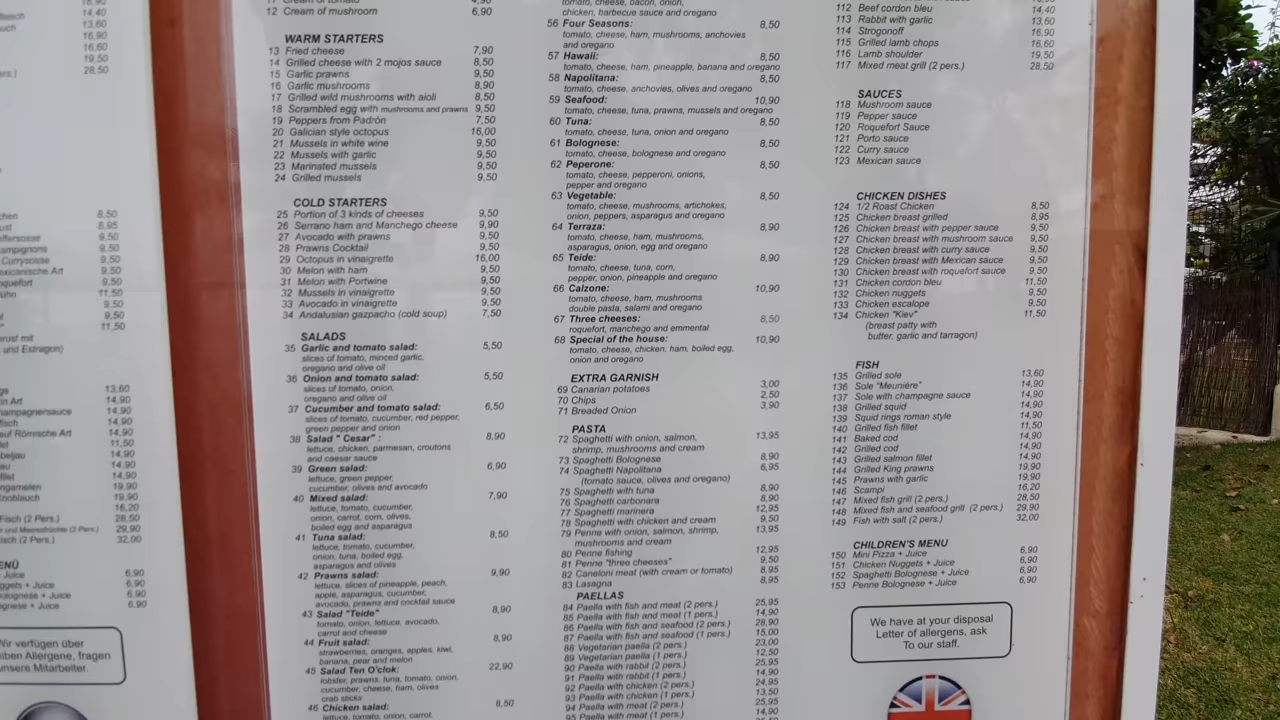 12 Cream of mushroom 6,90
WARM STARTERS
13 Fried cheese 7,90
14 Grilled cheese with 2 mojos sauce 8,50
15 Garlic prawns 9,50
16 Garlic mushrooms 8,90
17 Grilled wild mushrooms with aioli 8,50
18 Scrambled egg with mushrooms and prawns 9,50
19 Peppers from Padrón 7,50
20 Galician style octopus 16,00
21 Mussels in white wine 9,50
22 Mussels with garlic 9,50
23 Marinated mussels 9,50
24 Grilled mussels 9,50
COLD STARTERS
25 Portion of 3 kinds of cheeses 9,50
26 Serrano ham and Manchego cheese 9,90
27 Avocado with prawns 9,50
28 Prawns Cocktail 9,50
29 Octopus in vinaigrette 16,00
30 Melon with ham 9,50
31 Melon with Portwine 9,50
32 Mussels in vinaigrette 9,50
33 Avocado in vinaigrette 9,50
34 Andalusian gazpacho (cold soup) 7,50
SALADS
35 Garlic and tomato salad: 5,50
slices of tomato, minced garlic,
oregano and olive oil
36 Onion and tomato salad: 5,50
slices of tomato, onion,
oregano and olive oil
37 Cucumber and tomato salad: 6,50
slices of tomato, cucumber, red pepper,
green pepper and onion
38 Salad " Cesar" : 8,90
lettuce, chicken, parmesan, croutons
and caesar sauce
39 Green salad: 6,90
lettuce, green pepper,
cucumber, olives and avocado
40 Mixed salad: 7,90
lettuce, tomato, cucumber,
onion, carrot, corn, olives,
boiled egg and asparagus
41 Tuna salad: 8,50
lettuce, tomato, cucumber,
onion, tuna, boiled egg,
asparagus and olives
42 Prawns salad: 9,90
lettuce, slices of pineapple, peach,
apple, asparagus, cucumber,
avocado, prawns and cocktail sauce
43 Salad "Teide" 8,90
tomato, onion, lettuce, avocado,
carrot and cheese
44 Fruit salad: 8,90
strawberries, oranges, apples, kiwi,
banana, pear and melon
45 Salad Ten O'clok: 22,90
lobster, prawns, tuna, tomato, onion,
cucumber, cheese, ham, olives
crab sticks
46 Chicken salad: 8,50
lettuce, tomato, onion, carrot,
tomato, cheese, bacon, onion,
chicken, barbecue sauce and oregano
56 Four Seasons: 8,50
tomato, cheese, ham, mushrooms, anchovies
and oregano
57 Hawaii: 8,50
tomato, cheese, ham, pineapple, banana and oregano
58 Napolitana: 8,50
tomato, cheese, anchovies, olives and oregano
59 Seafood: 10,90
tomato, cheese, tuna, prawns, mussels and oregano
60 Tuna: 8,50
tomato, cheese, tuna, onion and oregano
61 Bolognese: 8,50
tomato, cheese, bolognese and oregano
62 Peperone: 8,50
tomato, cheese, pepperoni, onions,
pepper and oregano
63 Vegetable: 8,50
tomato, cheese, mushrooms, artichokes,
onion, peppers, asparagus and oregano
64 Terraza: 8,90
tomato, cheese, ham, mushrooms,
asparagus, onion, egg and oregano
65 Teide: 8,90
tomato, cheese, tuna, corn,
pepper, onion, pineapple and oregano
66 Calzone: 10,90
tomato, cheese, ham, mushrooms
double pasta, salami and oregano
67 Three cheeses: 8,50
roquefort, manchego and emmental
68 Special of the house: 10,90
tomato, cheese, chicken, ham, boiled egg,
onion and oregano
EXTRA GARNISH
69 Canarian potatoes 3,00
70 Chips 2,50
71 Breaded Onion 3,90
PASTA
72 Spaghetti with onion, salmon, 13,95
shrimp, mushrooms and cream
73 Spaghetti Bolognese 8,90
74 Spaghetti Napolitana 6,95
(tomato sauce, olives and oregano)
75 Spaghetti with tuna 8,90
76 Spaghetti carbonara 8,90
77 Spaghetti marinera 12,95
78 Spaghetti with chicken and cream 9,50
79 Penne with onion, salmon, shrimp, 13,95
mushrooms and cream
80 Penne fishing 12,95
81 Penne "three cheeses" 9,50
82 Caneloni meat (with cream or tomato) 8,95
83 Lasagna 8,95
PAELLAS
84 Paella with fish and meat (2 pers.) 25,95
85 Paella with fish and meat (1 pers.) 14,90
86 Paella with fish and seafood (2 pers.) 28,90
87 Paella with fish and seafood (1 pers.) 15,00
88 Vegetarian paella (2 pers.) 23,00
89 Vegetarian paella (1 pers.) 12,50
90 Paella with rabbit (2 pers.) 25,95
91 Paella with rabbit (1 pers.) 14,90
92 Paella with chicken (2 pers.) 24,95
93 Paella with chicken (1 pers.) 13,50
94 Paella with meat (2 pers.) 25,95
95 Paella with meat (1 pers.) 14,90
112 Beef cordon bleu 14,40
113 Rabbit with garlic 13,60
114 Strogonoff 16,90
115 Grilled lamb chops 16,60
116 Lamb shoulder 19,50
117 Mixed meat grill (2 pers.) 28,50
SAUCES
118 Mushroom sauce
119 Pepper sauce
120 Roquefort Sauce
121 Porto sauce
122 Curry sauce
123 Mexican sauce
CHICKEN DISHES
124 1/2 Roast Chicken 8,50
125 Chicken breast grilled 8,95
126 Chicken breast with pepper sauce 9,50
127 Chicken breast with mushroom sauce 9,50
128 Chicken breast with curry sauce 9,50
129 Chicken breast with Mexican sauce 9,50
130 Chicken breast with roquefort sauce 9,50
131 Chicken cordon bleu 11,50
132 Chicken nuggets 9,50
133 Chicken escalope 9,50
134 Chicken "Kiev" 11,50
(breast patty with
butter, garlic and tarragon)
FISH
135 Grilled sole 13,60
136 Sole "Meunière" 14,90
137 Sole with champagne sauce 14,90
138 Grilled squid 14,90
139 Squid rings roman style 14,90
140 Grilled fish fillet 11,50
141 Baked cod 14,90
142 Grilled cod 14,90
143 Grilled salmon fillet 14,90
144 Grilled King prawns 19,90
145 Prawns with garlic 19,90
146 Scampi 16,20
147 Mixed fish grill (2 pers.) 28,50
148 Mixed fish and seafood grill (2 pers.) 29,90
149 Fish with salt (2 pers.) 32,00
CHILDREN'S MENU
150 Mini Pizza + Juice 6,90
151 Chicken Nuggets + Juice 6,90
152 Spaghetti Bolognese + Juice 6,90
153 Penne Bolognese + Juice 6,90
We have at your disposal
Letter of allergens, ask
To our staff.